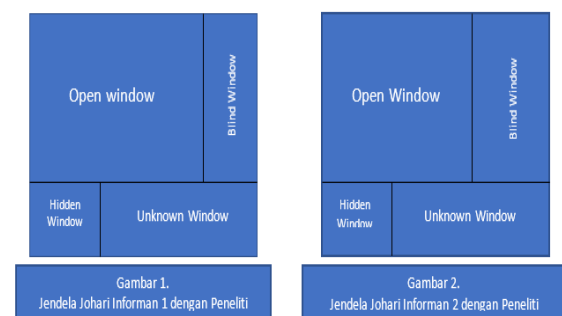 Open window
Blind Window
Hidden
Window
Unknown Window
Gambar 1.
Jendela Johari Informan 1 dengan Peneliti
Open Window
Blind Window
Hidden
Window
Unknown Window
Gambar 2.
Jendela Johari Informan 2 dengan Peneliti